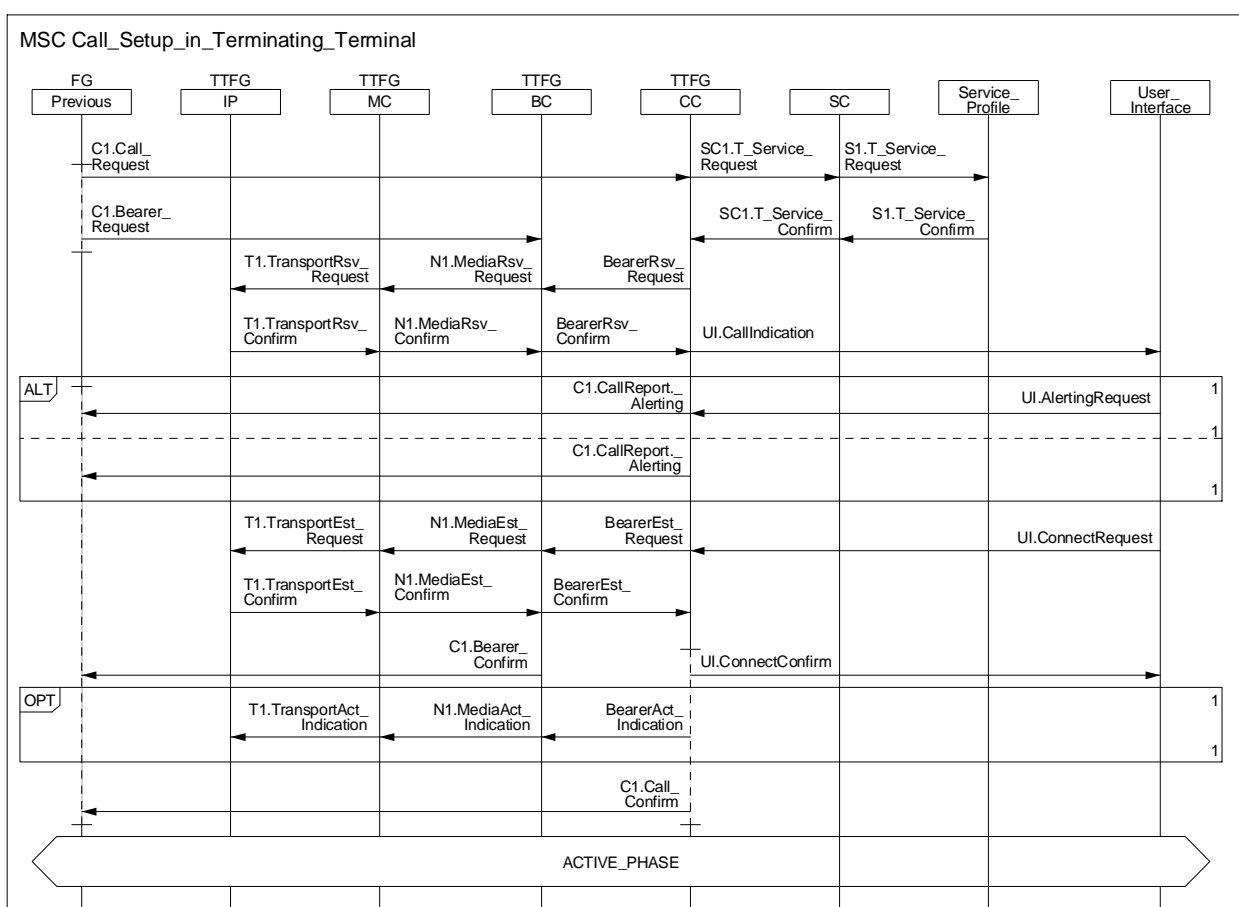 MSC Call_Setup_in_Terminating_Terminal
FG
TTFG
TTFG
TTFG
TTFG
Previous
IP
MC
BC
CC
SC
Service_
Profile
User_
Interface
C1.Call_
Request
SC1.T_Service_
Request
S1.T_Service_
Request
C1.Bearer_
Request
SC1.T_Service_
Confirm
S1.T_Service_
Confirm
T1.TransportRsv_
Request
N1.MediaRsv_
Request
BearerRsv_
Request
T1.TransportRsv_
Confirm
N1.MediaRsv_
Confirm
BearerRsv_
Confirm
UI.CallIndication
ALT
C1.CallReport._
Alerting
UI.AlertingRequest
1
1
C1.CallReport._
Alerting
1
T1.TransportEst_
Request
N1.MediaEst_
Request
BearerEst_
Request
UI.ConnectRequest
T1.TransportEst_
Confirm
N1.MediaEst_
Confirm
BearerEst_
Confirm
C1.Bearer_
Confirm
UI.ConnectConfirm
OPT
1
T1.TransportAct_
Indication
N1.MediaAct_
Indication
BearerAct_
Indication
1
C1.Call_
Confirm
ACTIVE_PHASE